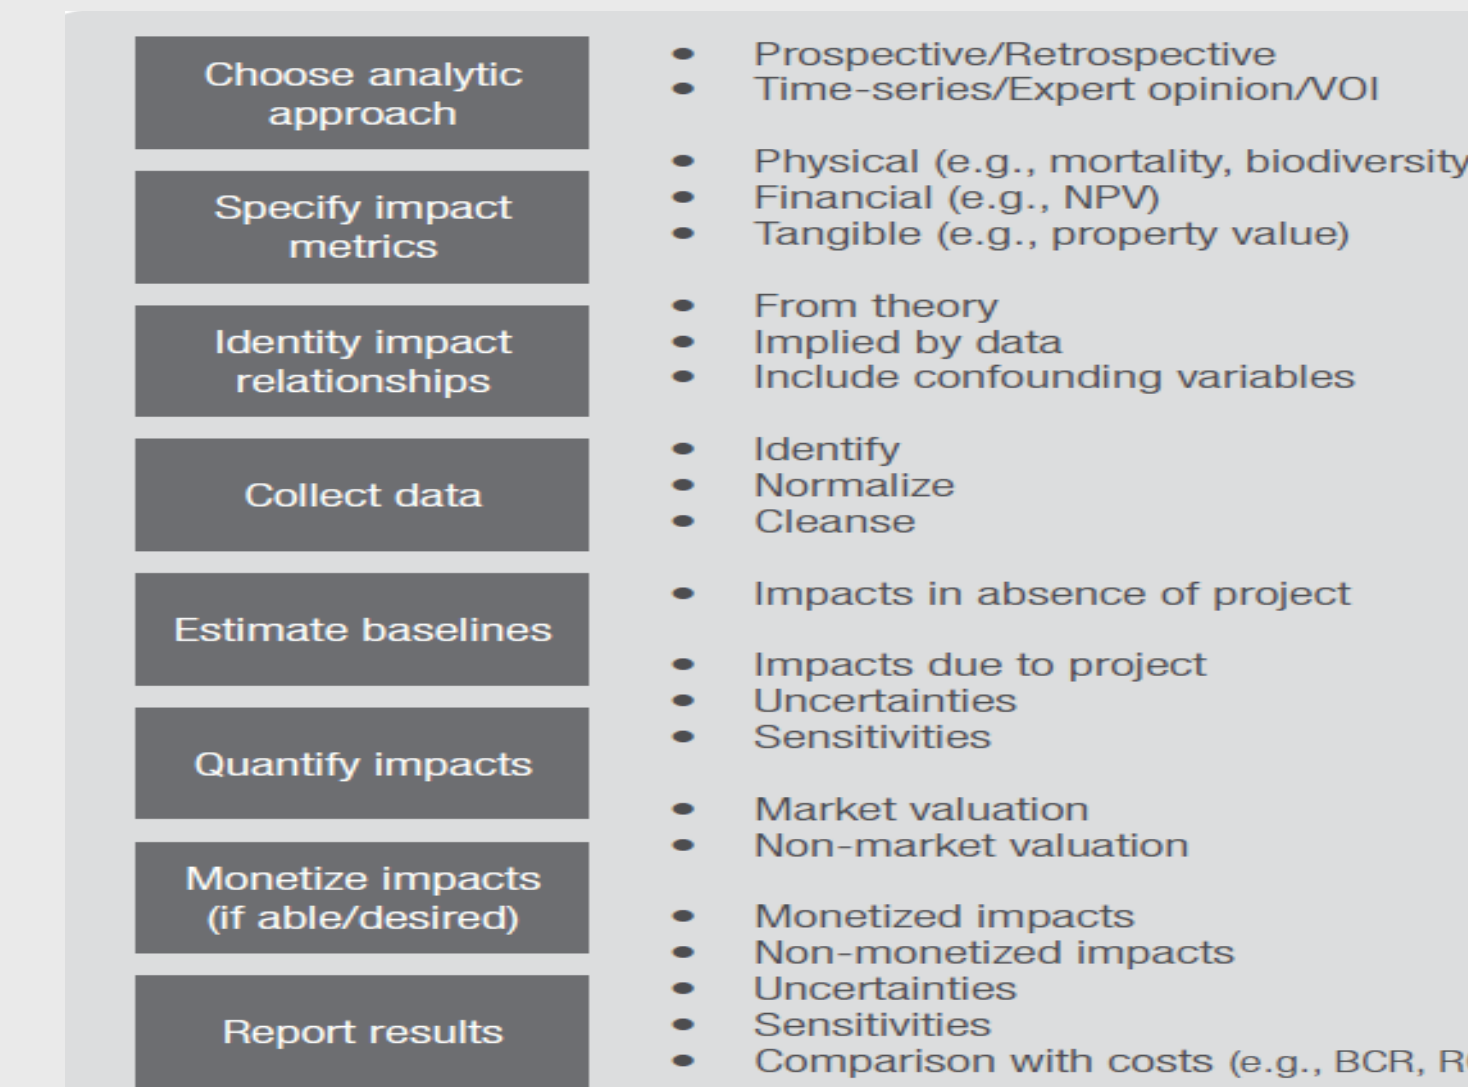 Choose analytic
approach
• Prospective/Retrospective
• Time-series/Expert opinion/VOI
Specify impact
metrics
• Physical (e.g., mortality, biodiversity
• Financial (e.g., NPV)
• Tangible (e.g., property value)
Identity impact
relationships
• From theory
• Implied by data
• Include confounding variables
Collect data
• Identify
• Normalize
• Cleanse
Estimate baselines
• Impacts in absence of project
Quantify impacts
• Impacts due to project
• Uncertainties
• Sensitivities
Monetize impacts
(if able/desired)
• Market valuation
• Non-market valuation
Report results
• Monetized impacts
• Non-monetized impacts
• Uncertainties
• Sensitivities
• Comparison with costs (e.g., BCR,